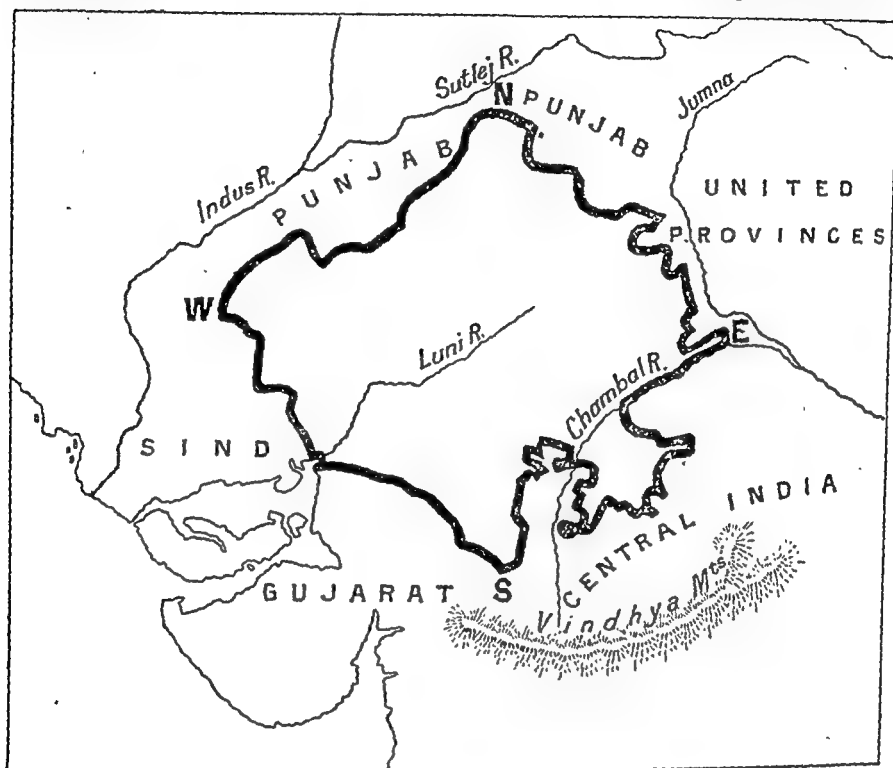 Sutlej R.
N
PUNJAB
Jumna
PUNJAB
Indus R.
UNITED
PROVINCES
W
E
Luni R.
Chambal R.
SIND
CENTRAL INDIA
GUJARAT
S
Vindhya Mts.